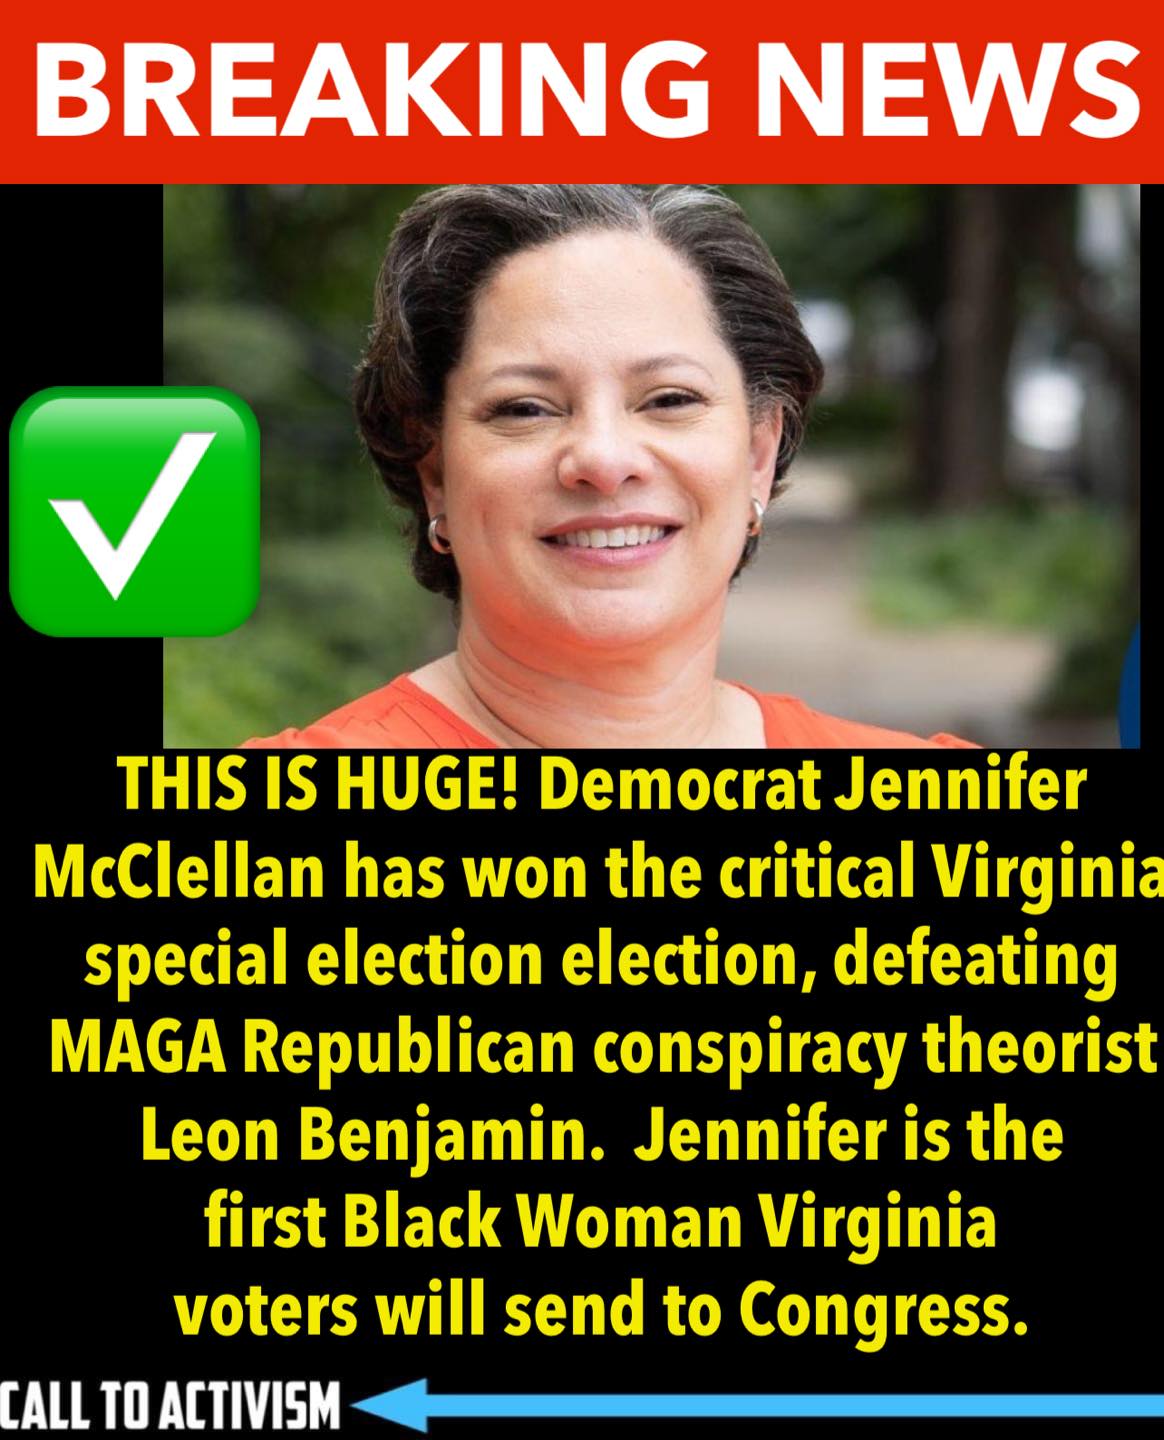 BREAKING NEWS
THIS IS HUGE! Democrat Jennifer
McClellan has won the critical Virginia
special election election, defeating
MAGA Republican conspiracy theorist
Leon Benjamin. Jennifer is the
first Black Woman Virginia
voters will send to Congress.
CALL TO ACTIVISM